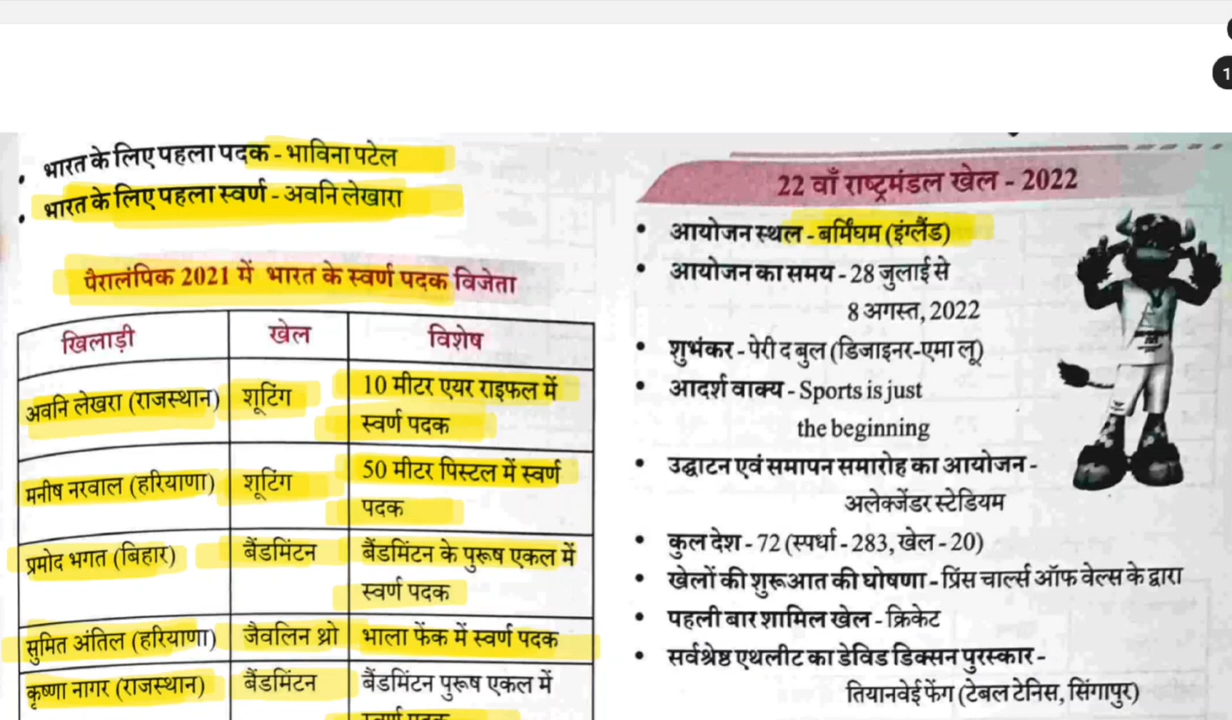 1
• भारत के लिए पहला पदक - भाविना पटेल
• भारत के लिए पहला स्वर्ण - अवनि लेखारा
पैरालंपिक 2021 में भारत के स्वर्ण पदक विजेता
खिलाड़ी खेल विशेष
अवनि लेखरा (राजस्थान) शूटिंग 10 मीटर एयर राइफल में
स्वर्ण पदक
मनीष नरवाल (हरियाणा) शूटिंग 50 मीटर पिस्टल में स्वर्ण
पदक
प्रमोद भगत (बिहार) बैंडमिंटन बैंडमिंटन के पुरूष एकल में
स्वर्ण पदक
सुमित अंतिल (हरियाणा) जैवलिन थ्रो भाला फेंक में स्वर्ण पदक
कृष्णा नागर (राजस्थान) बैंडमिंटन बैंडमिंटन पुरूष एकल में
स्वर्ण पदक
22 वाँ राष्ट्रमंडल खेल - 2022
• आयोजन स्थल - बर्मिंघम (इंग्लैंड)
• आयोजन का समय - 28 जुलाई से
8 अगस्त, 2022
• शुभंकर - पेरी द बुल (डिजाइनर-एमा लू)
• आदर्श वाक्य - Sports is just
the beginning
• उद्घाटन एवं समापन समारोह का आयोजन -
अलेक्जेंडर स्टेडियम
• कुल देश - 72 (स्पर्धा - 283, खेल - 20)
• खेलों की शुरूआत की घोषणा - प्रिंस चार्ल्स ऑफ वेल्स के द्वारा
• पहली बार शामिल खेल - क्रिकेट
• सर्वश्रेष्ठ एथलीट का डेविड डिक्सन पुरस्कार -
तियानवेई फेंग (टेबल टेनिस, सिंगापुर)